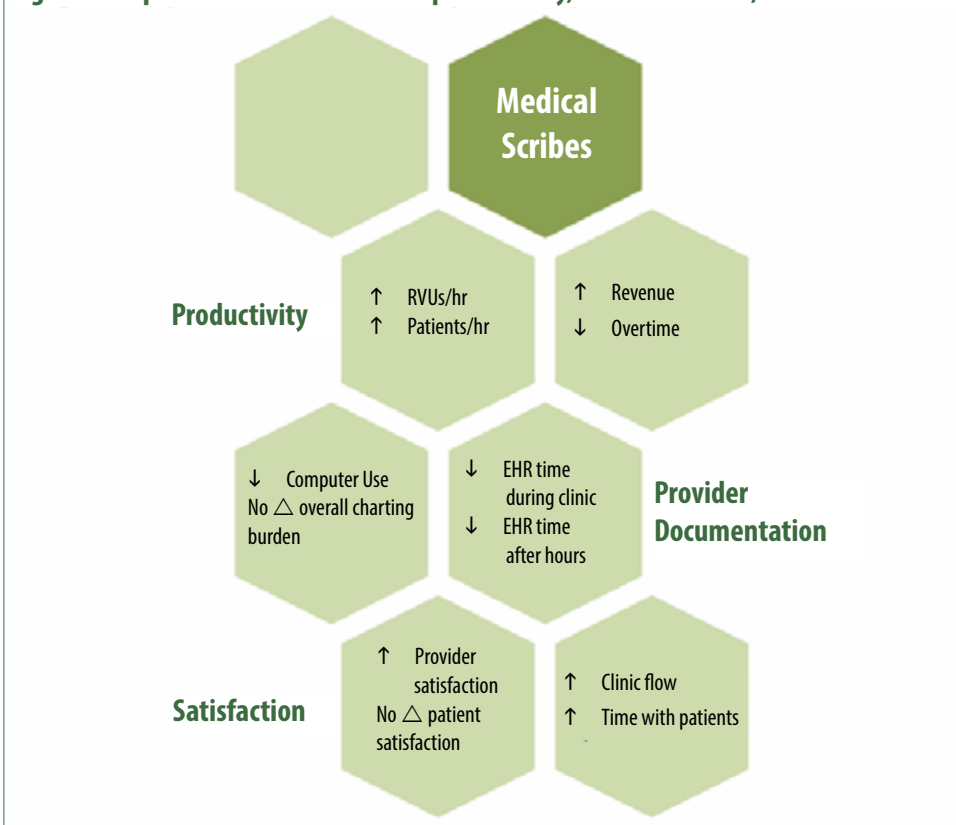 Medical
Scribes
Productivity
↑ RVUs/hr
↑ Patients/hr
↑ Revenue
↓ Overtime
↓ Computer Use
No △ overall charting
burden
↓ EHR time
during clinic
↓ EHR time
after hours
Provider
Documentation
Satisfaction
↑ Provider
satisfaction
No △ patient
satisfaction
↑ Clinic flow
↑ Time with patients